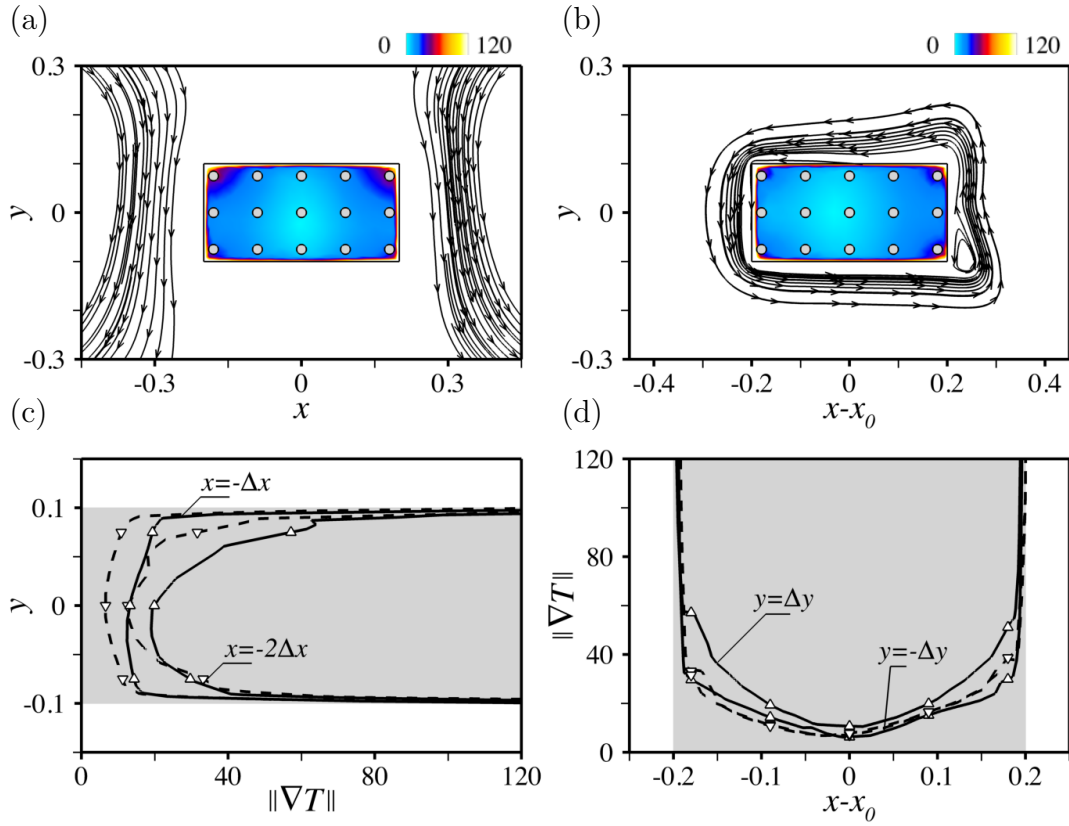 (a)
0 120
0.3
0
-0.3
y
-0.3 0 0.3
x
(b)
0 120
0.3
0
-0.3
y
-0.4 -0.2 0 0.2 0.4
x-x0
(c)
0.1
0
-0.1
y
x=-Δx
x=-2Δx
0 40 80 120
||∇T||
(d)
120
80
40
0
||∇T||
y=Δy
y=-Δy
-0.2 -0.1 0 0.1 0.2
x-x0